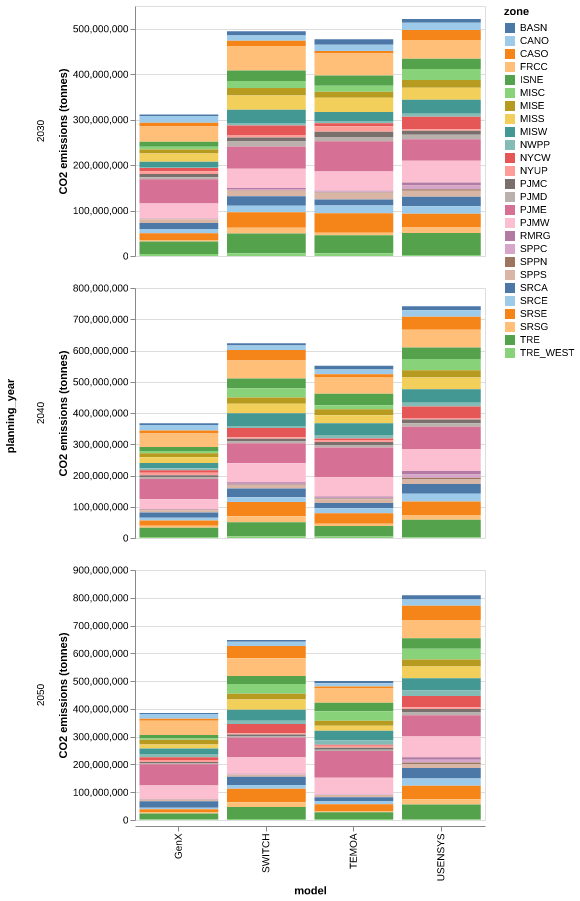 zone
BASN
CANO
CASO
FRCC
ISNE
MISC
MISE
MISS
MISW
NWPP
NYCW
NYUP
PJMC
PJMD
PJME
PJMW
RMRG
SPPC
SPPN
SPPS
SRCA
SRCE
SRSE
SRSG
TRE
TRE_WEST
planning_year
2030
CO2 emissions (tonnes)
500,000,000
400,000,000
300,000,000
200,000,000
100,000,000
0
2040
CO2 emissions (tonnes)
800,000,000
700,000,000
600,000,000
500,000,000
400,000,000
300,000,000
200,000,000
100,000,000
0
2050
CO2 emissions (tonnes)
900,000,000
800,000,000
700,000,000
600,000,000
500,000,000
400,000,000
300,000,000
200,000,000
100,000,000
0
GenX
SWITCH
TEMOA
USENSYS
model